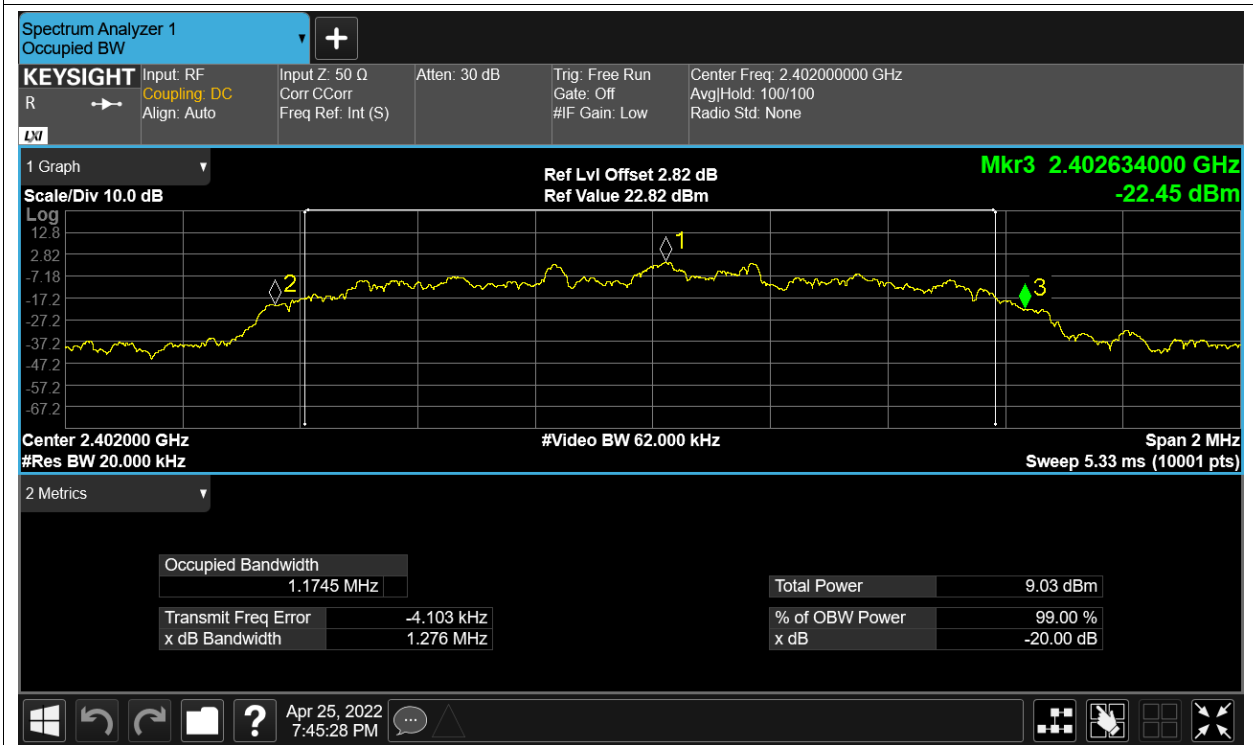 Spectrum Analyzer 1
Occupied BW
KEYSIGHT
R
LXI
Input: RF
Coupling: DC
Align: Auto
Input Z: 50 Ω
Corr CCorr
Freq Ref: Int (S)
Atten: 30 dB
Trig: Free Run
Gate: Off
#IF Gain: Low
Center Freq: 2.402000000 GHz
Avg|Hold: 100/100
Radio Std: None
1 Graph
Scale/Div 10.0 dB
Ref Lvl Offset 2.82 dB
Ref Value 22.82 dBm
Mkr3 2.402634000 GHz
-22.45 dBm
Log
12.8
2.82
-7.18
-17.2
-27.2
-37.2
-47.2
-57.2
-67.2
1
2
3
Center 2.402000 GHz
#Video BW 62.000 kHz
Span 2 MHz
#Res BW 20.000 kHz
Sweep 5.33 ms (10001 pts)
2 Metrics
Occupied Bandwidth
1.1745 MHz
Total Power 9.03 dBm
Transmit Freq Error -4.103 kHz
% of OBW Power 99.00 %
x dB Bandwidth 1.276 MHz
x dB -20.00 dB
?
Apr 25, 2022
7:45:28 PM